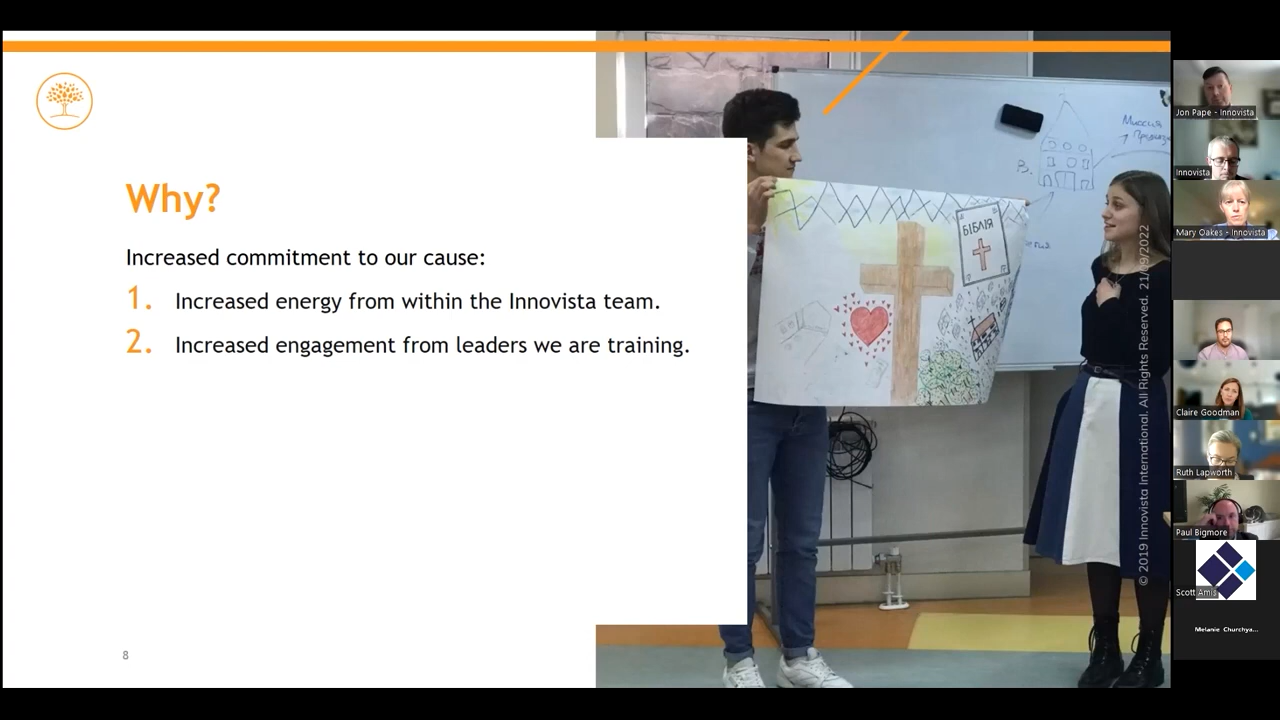 Why?
Increased commitment to our cause:
1. Increased energy from within the Innovista team.
2. Increased engagement from leaders we are training.
8
БІБЛІЯ
Миссия
В.
© 2019 Innovista International. All Rights Reserved. 21/09/2022
Jon Pape - Innovista
Innovista
Mary Oakes - Innovista
Claire Goodman
Ruth Lapworth
Paul Bigmore
Scott Amis
Melanie Churchya...